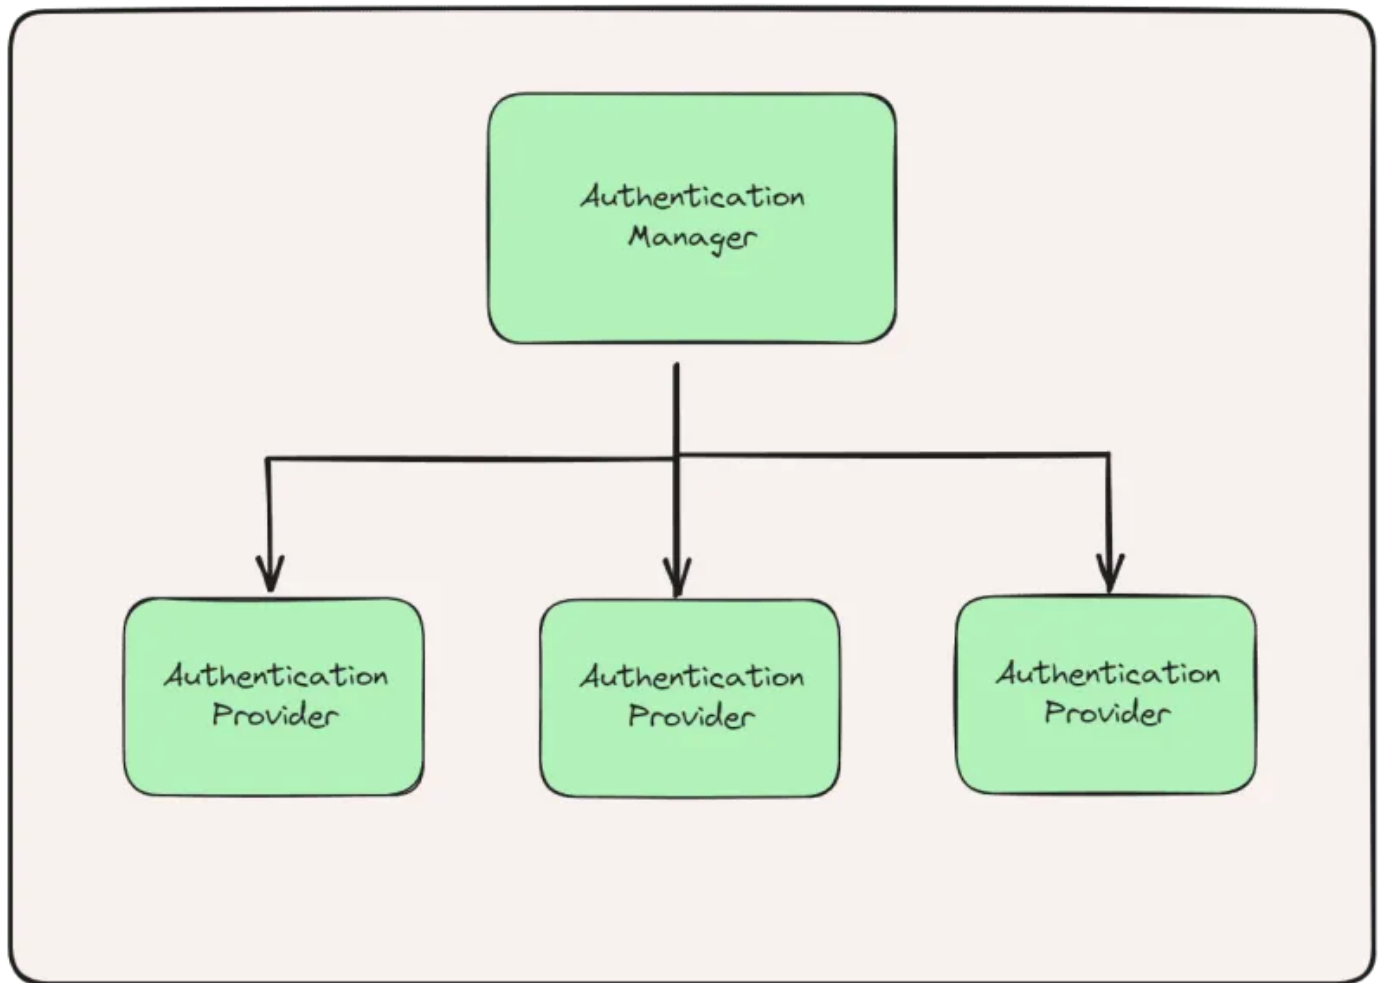 Authentication
Manager
Authentication
Provider
Authentication
Provider
Authentication
Provider